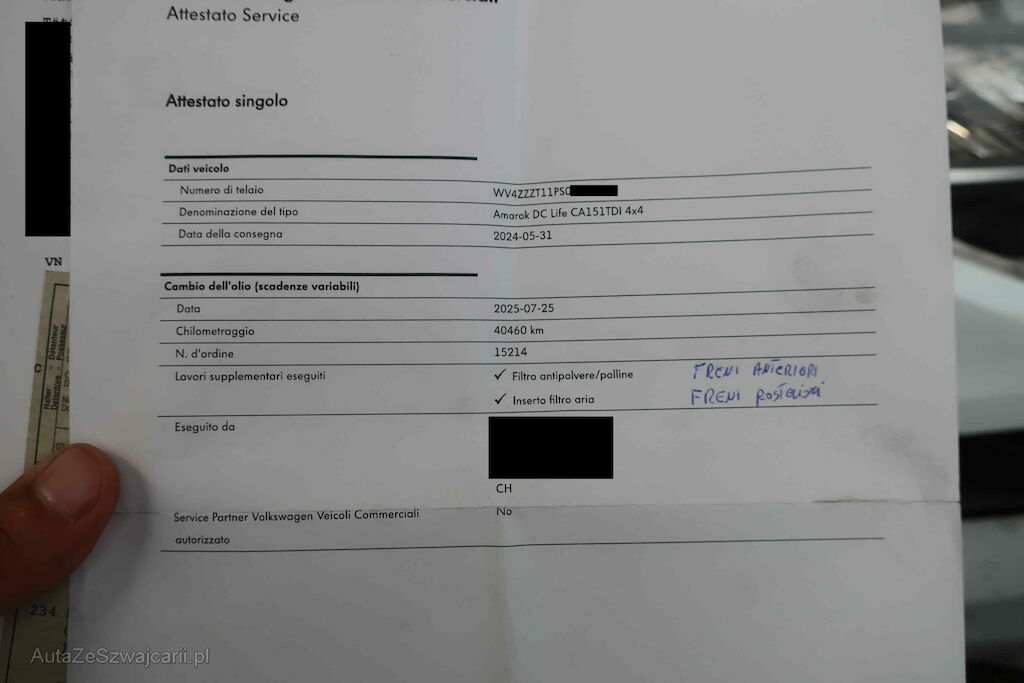 Attestato Service
Attestato singolo
Dati veicolo
Numero di telaio WV4ZZZT11PS0
Denominazione del tipo Amarok DC Life CA151TDI 4x4
Data della consegna 2024-05-31
Cambio dell'olio (scadenze variabili)
Data 2025-07-25
Chilometraggio 40460 km
N. d'ordine 15214
Lavori supplementari eseguiti ✓ Filtro antipolvere/polline FRENI ANTERIORI
✓ Inserto filtro aria FRENI POSTERIORI
Eseguito da
CH
Service Partner Volkswagen Veicoli Commerciali No
autorizzato
VN
C
Halter
Détenteur
234
AutaZeSzwajcarii.pl